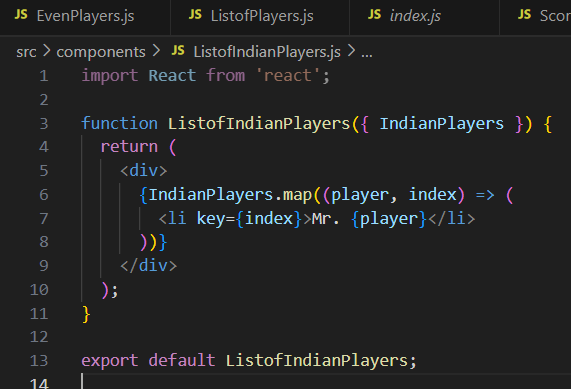 JS EvenPlayers.js JS ListofPlayers.js JS index.js JS Scor
src > components > JS ListofIndianPlayers.js > ...
1 import React from 'react';
2
3 function ListofIndianPlayers({ IndianPlayers }) {
4 return (
5 <div>
6 {IndianPlayers.map((player, index) => (
7 <li key={index}>Mr. {player}</li>
8 ))}
9 </div>
10 );
11 }
12
13 export default ListofIndianPlayers;
14